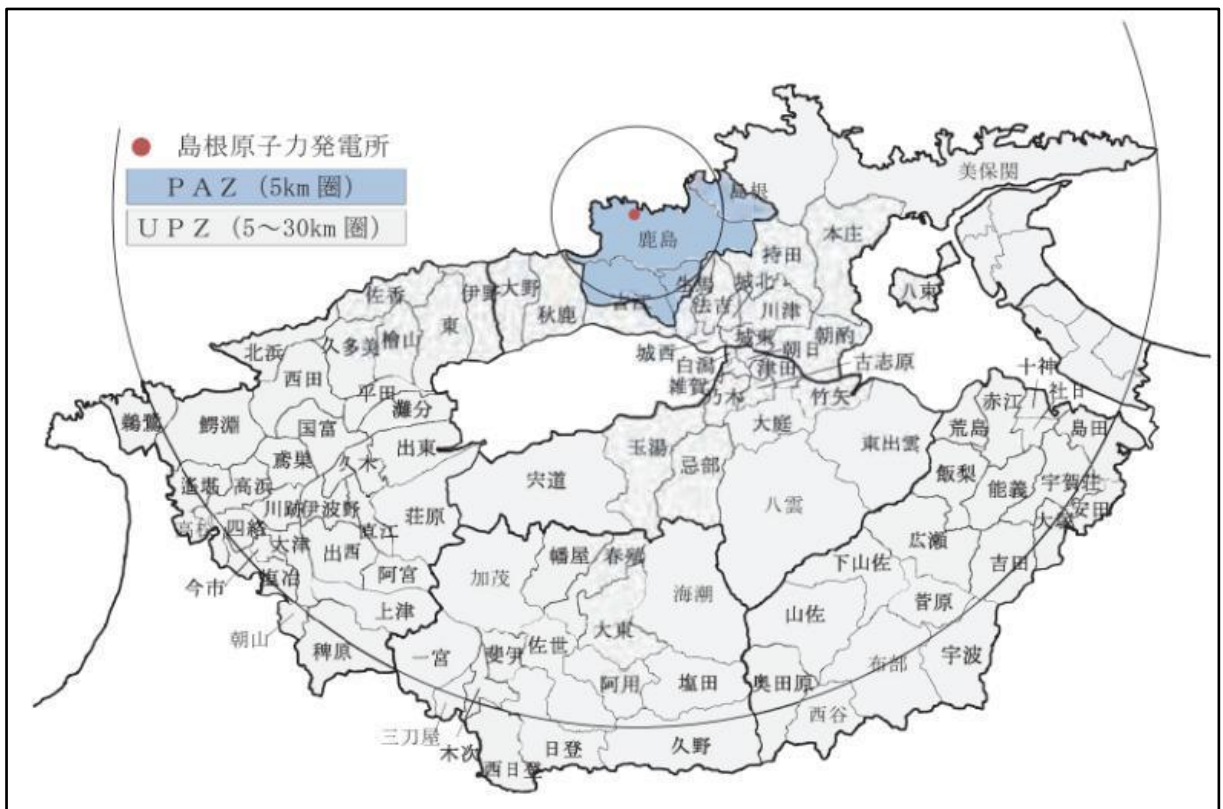 島根原子力発電所
PAZ（5km圏）
UPZ（5～30km圏）
美保関
島根
鹿島
本庄
持田
生馬
城北
法吉
川津
八束
佐香
伊野
大野
秋鹿
東
檜山
久多美
北浜
西田
城西
城東
朝日
朝酌
白潟
津田
古志原
雑賀
乃木
竹矢
大庭
平田
灘分
十神
社日
赤江
荒島
島田
鵜鷺
鰐淵
国富
出東
玉湯
忌部
東出雲
鳶巣
久木
宍道
飯梨
能義
宇賀荘
安田
大塚
遙堪
高浜
川跡
伊波野
荘原
八雲
四絡
大津
出西
直江
広瀬
今市
塩冶
阿宮
加茂
幡屋
春殖
海潮
下山佐
吉田
上津
朝山
稗原
大東
山佐
菅原
一宮
斐伊
佐世
阿用
塩田
奥田原
布部
宇波
西谷
三刀屋
木次
西日登
日登
久野